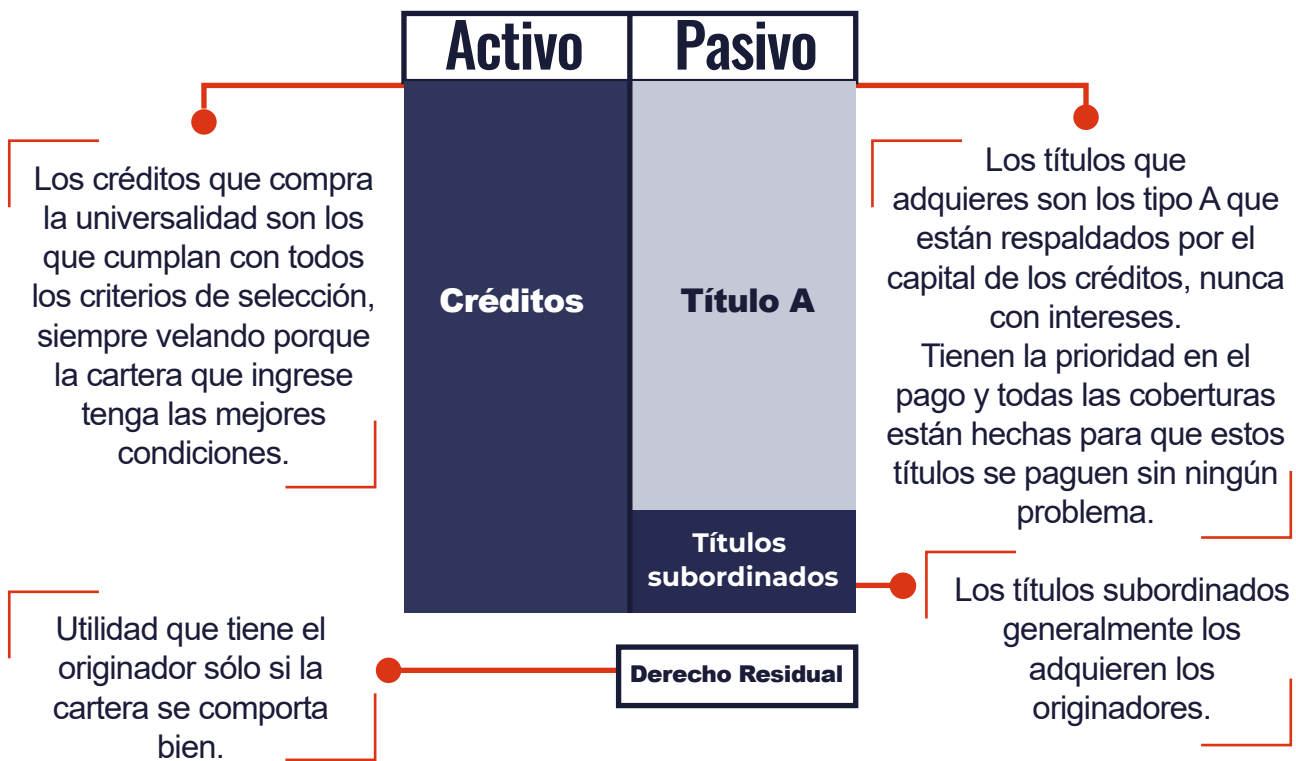 Activo
Pasivo
Los créditos que compra
la universalidad son los
que cumplan con todos
los criterios de selección,
siempre velando porque
la cartera que ingrese
tenga las mejores
condiciones.
Créditos
Título A
Los títulos que
adquieres son los tipo A que
están respaldados por el
capital de los créditos, nunca
con intereses.
Tienen la prioridad en el
pago y todas las coberturas
están hechas para que estos
títulos se paguen sin ningún
problema.
Títulos
subordinados
Los títulos subordinados
generalmente los
adquieren los
originadores.
Utilidad que tiene el
originador sólo si la
cartera se comporta
bien.
Derecho Residual